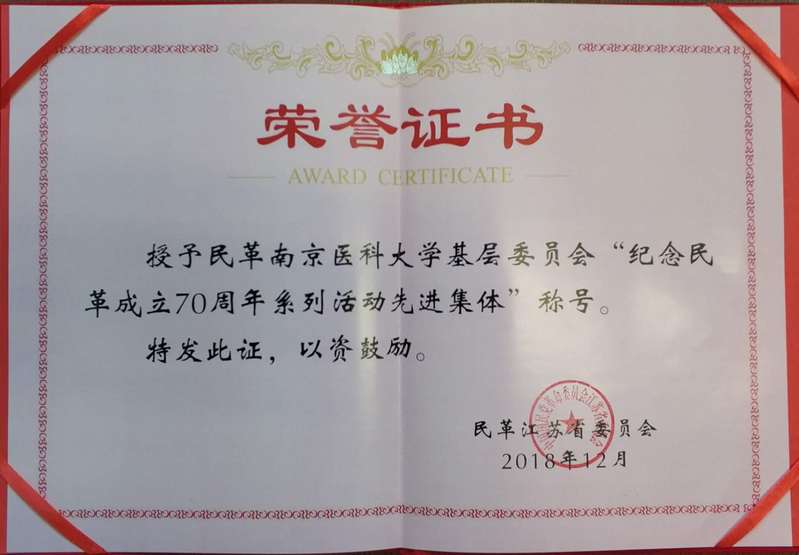 荣誉证书
AWARD CERTIFICATE
授予民革南京医科大学基层委员会“纪念民
革成立70周年系列活动先进集体”称号。
特发此证，以资鼓励。
民革江苏省委员会
2018年12月